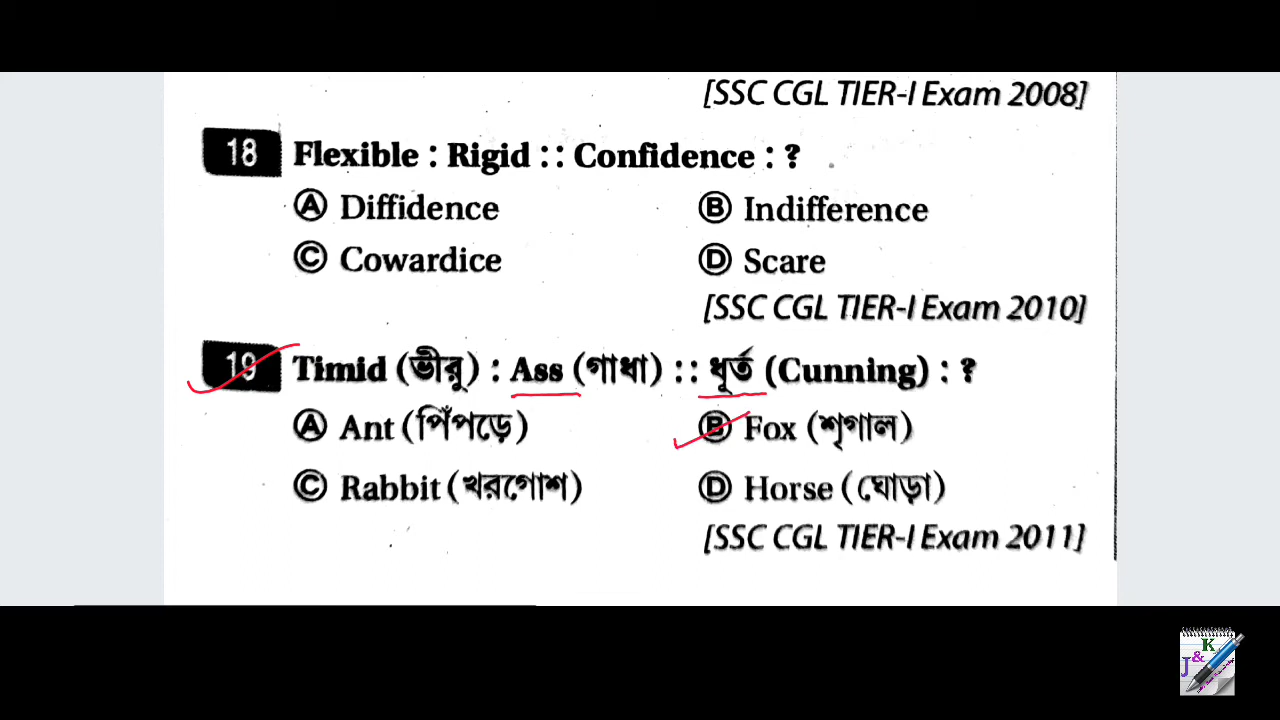 [SSC CGL TIER-I Exam 2008]
18 Flexible : Rigid :: Confidence : ?
Ⓐ Diffidence Ⓑ Indifference
Ⓒ Cowardice Ⓓ Scare
[SSC CGL TIER-I Exam 2010]
19 Timid (ভীরু) : Ass (গাধা) :: ধূর্ত (Cunning) : ?
Ⓐ Ant (পিঁপড়ে) Ⓑ Fox (শৃগাল)
Ⓒ Rabbit (খরগোশ) Ⓓ Horse (ঘোড়া)
[SSC CGL TIER-I Exam 2011]
J & K